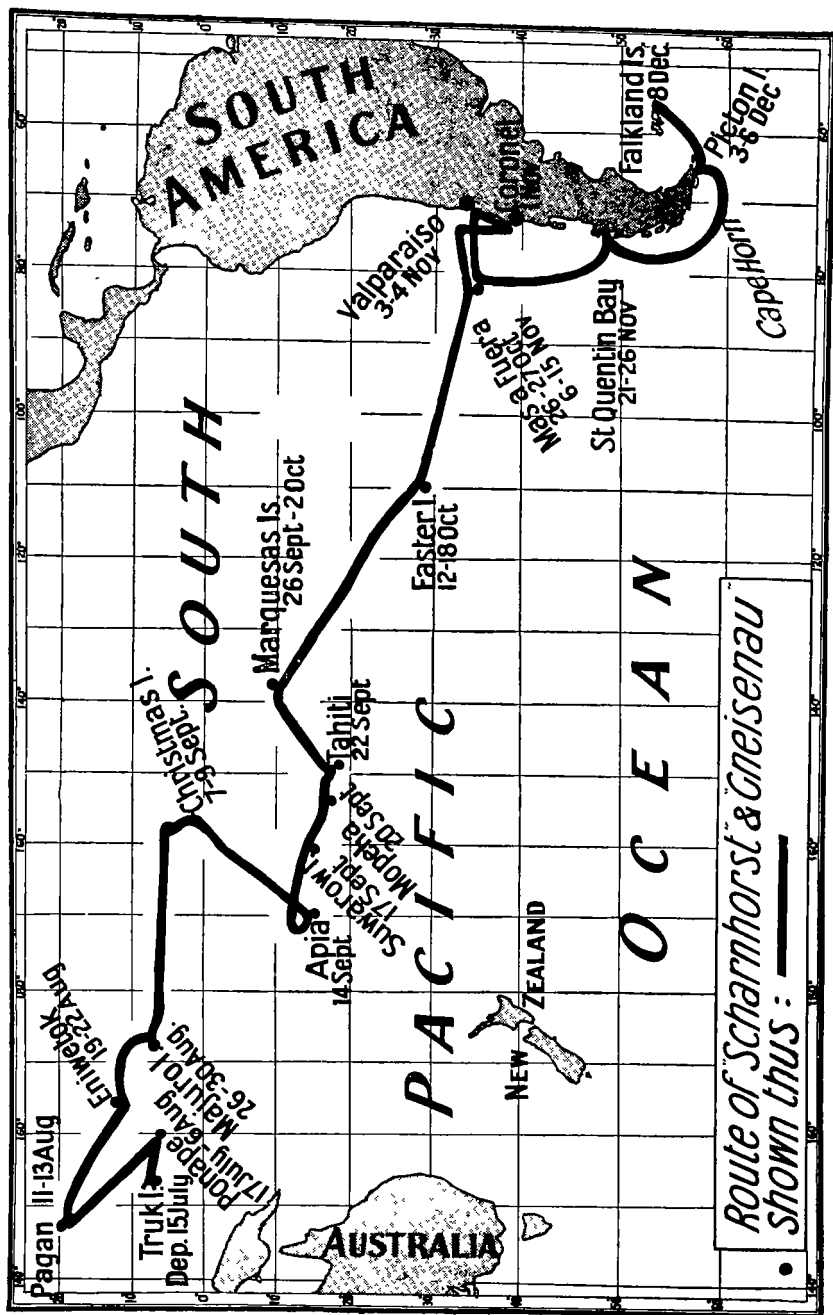 SOUTH
AMERICA
Falkland Is.
8 Dec.
Picton I.
3-6 Dec
Cape Horn
Coronel
1 Nov
Valparaiso
3-4 Nov
Mas a Fuera
26-27 Oct
6-15 Nov
St Quentin Bay
21-26 NOV
Easter I.
12-18 Oct
Marquesas Is.
26 Sept-2 Oct
Tahiti
22 Sept
Mopeha
20 Sept
Suwarow I.
17 Sept
Apia
14 Sept
Christmas I.
7-9 Sept.
Majuro I.
26-30 Aug.
Eniwetok
19-22 Aug
Pagan 11-13 Aug
Ponape
17 July-6 Aug
Truk I.
Dep. 15 July
SOUTH
PACIFIC
OCEAN
NEW ZEALAND
AUSTRALIA
Route of "Scharnhorst" & "Gneisenau"
shown thus :